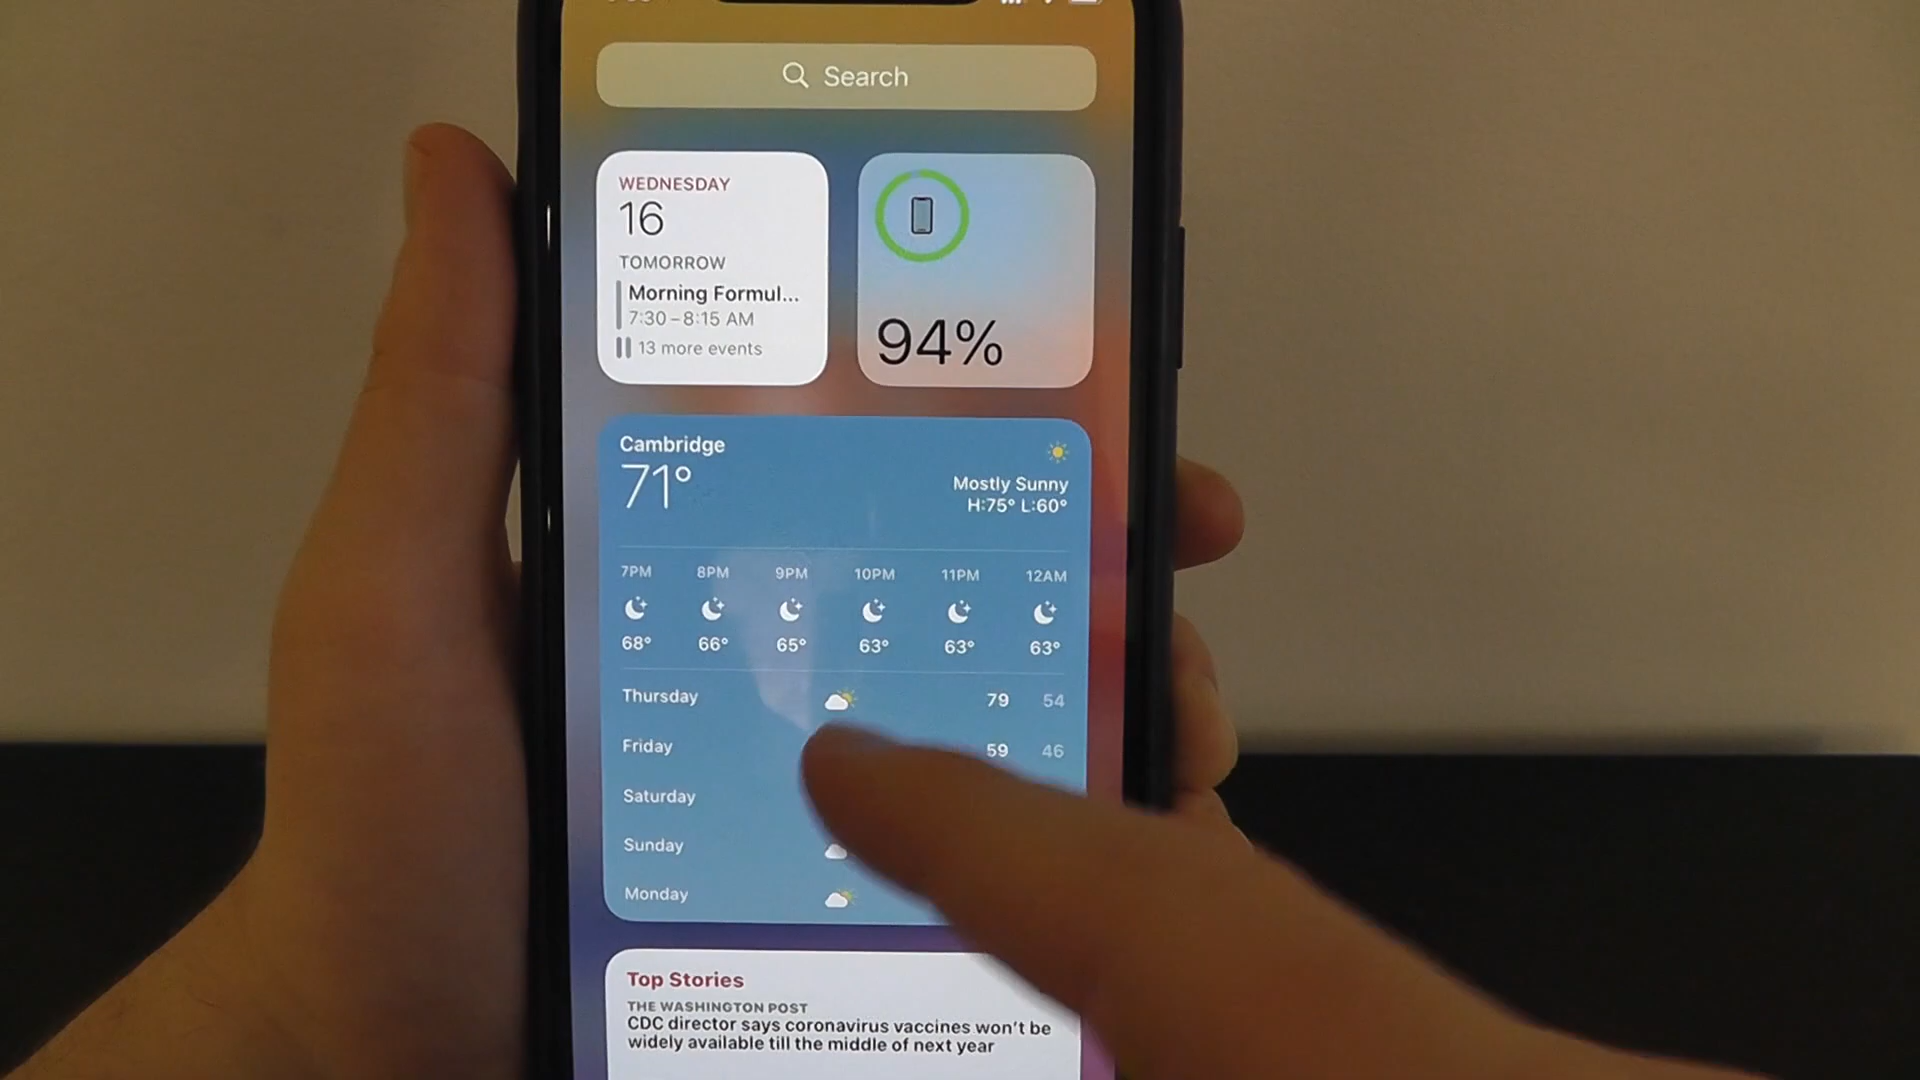 Search
WEDNESDAY
16
TOMORROW
Morning Formul...
7:30 – 8:15 AM
13 more events
94%
Cambridge
71°
Mostly Sunny
H:75° L:60°
7PM 8PM 9PM 10PM 11PM 12AM
68° 66° 65° 63° 63° 63°
Thursday 79 54
Friday 59 46
Saturday
Sunday
Monday
Top Stories
THE WASHINGTON POST
CDC director says coronavirus vaccines won't be
widely available till the middle of next year